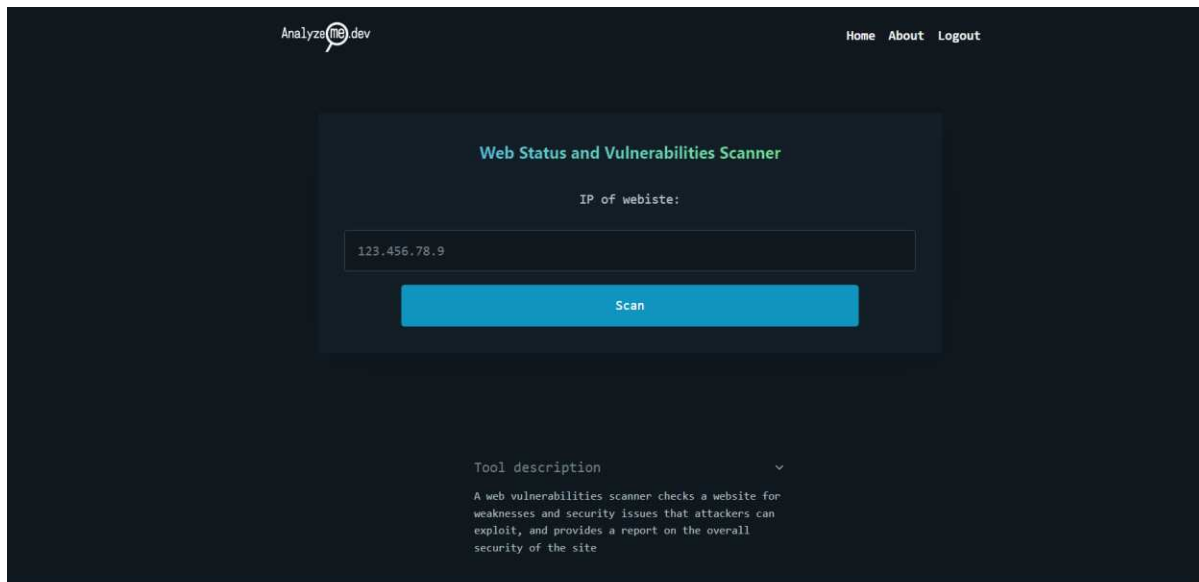 Analyze me .dev
Home About Logout
Web Status and Vulnerabilities Scanner
IP of webiste:
123.456.78.9
Scan
Tool description
A web vulnerabilities scanner checks a website for
weaknesses and security issues that attackers can
exploit, and provides a report on the overall
security of the site